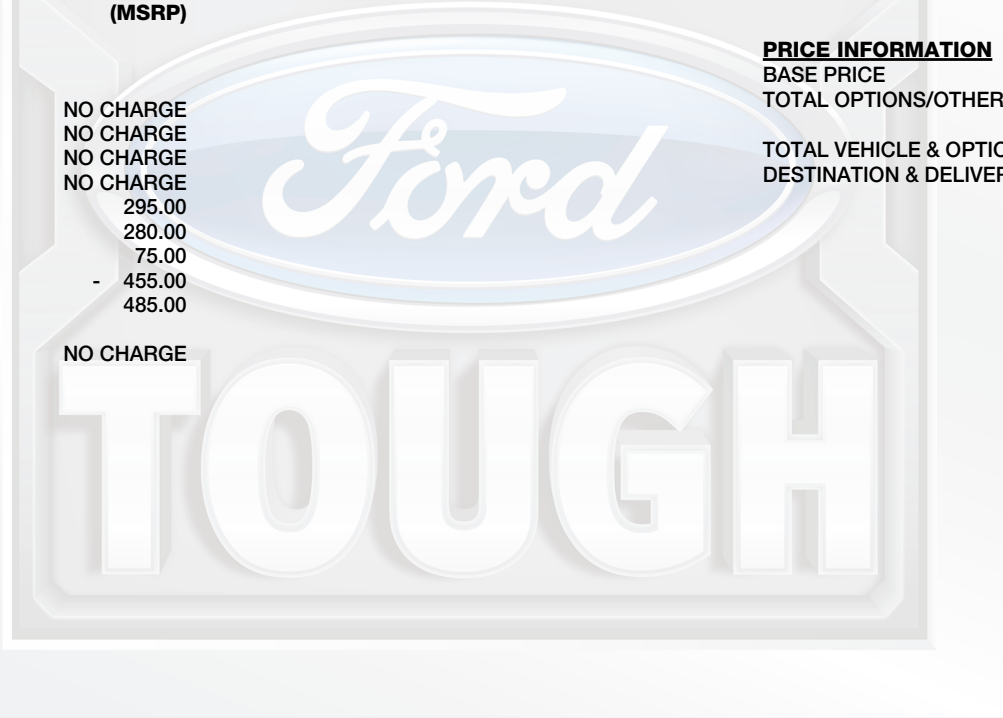 (MSRP)
NO CHARGE
NO CHARGE
NO CHARGE
NO CHARGE
295.00
280.00
75.00
- 455.00
485.00
NO CHARGE
PRICE INFORMATION
BASE PRICE
TOTAL OPTIONS/OTHER
TOTAL VEHICLE & OPTIO
DESTINATION & DELIVER
Ford
TOUGH